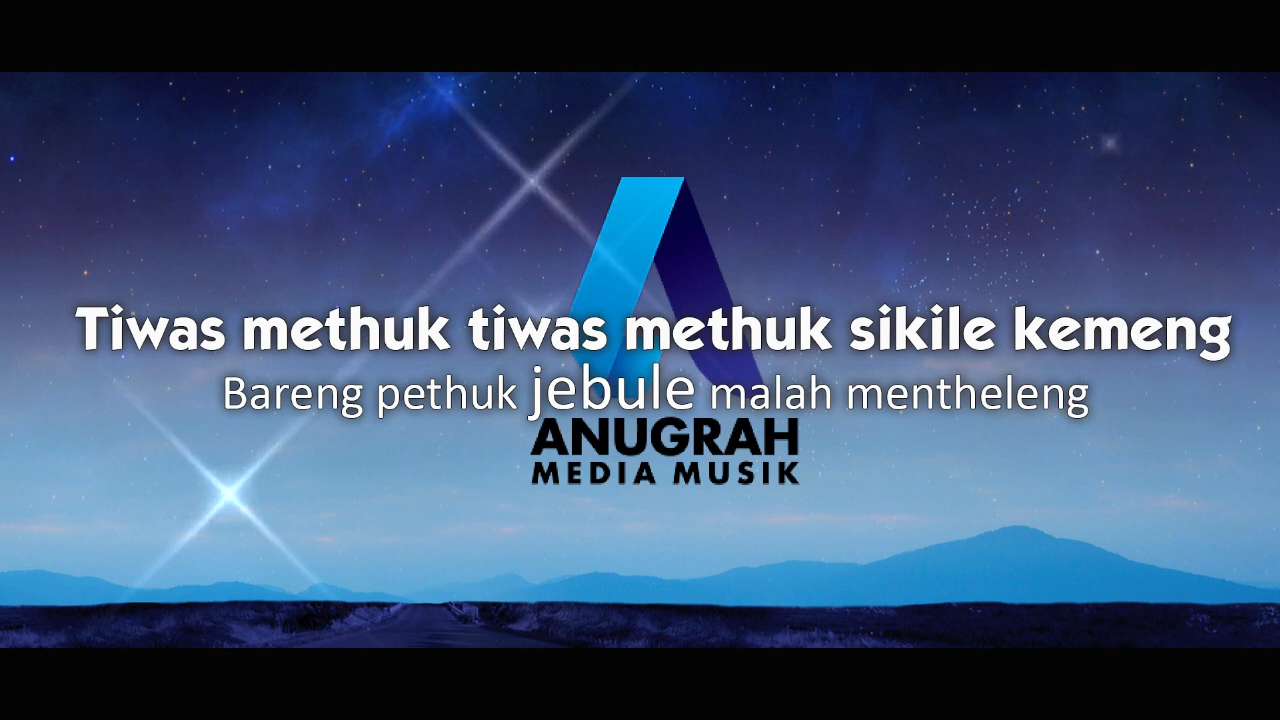 Tiwas methuk tiwas methuk sikile kemeng
Bareng pethuk jebule malah mentheleng
ANUGRAH
MEDIA MUSIK